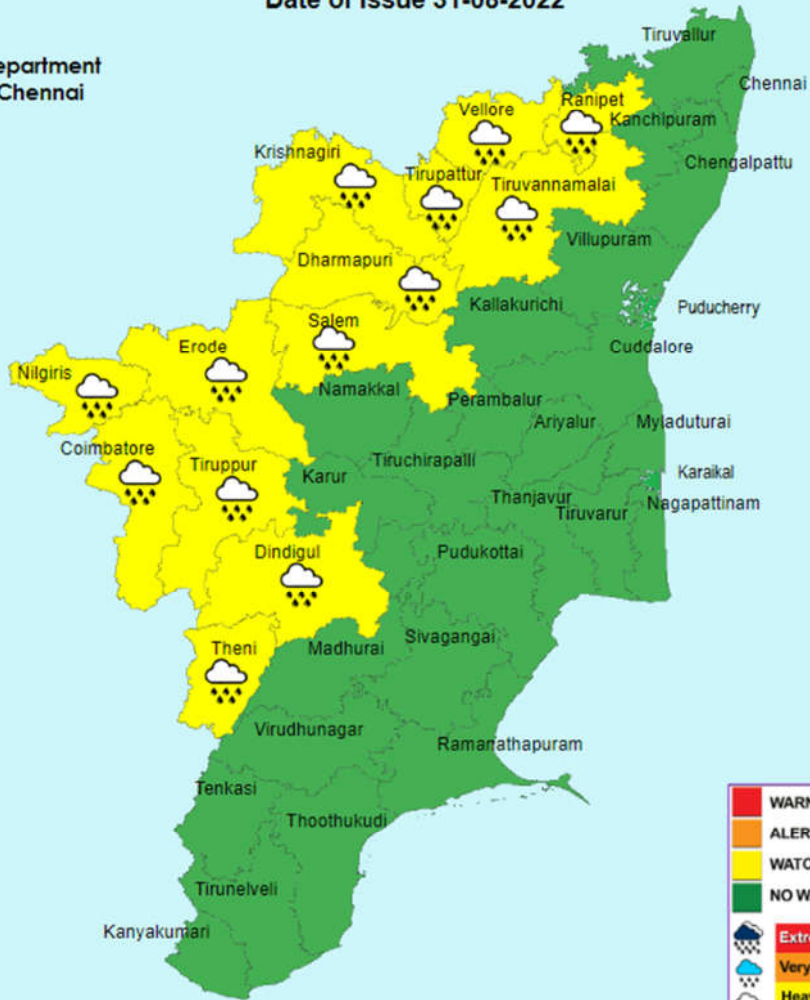 Date of Issue 31-08-2022
epartment
Chennai
Tiruvallur
Chennai
Ranipet
Vellore
Kanchipuram
Krishnagiri
Chengalpattu
Tirupattur
Tiruvannamalai
Villupuram
Dharmapuri
Kallakurichi
Puducherry
Salem
Erode
Cuddalore
Nilgiris
Namakkal
Perambalur
Ariyalur
Myladuturai
Coimbatore
Tiruppur
Tiruchirapalli
Karur
Karaikal
Thanjavur
Nagapattinam
Tiruvarur
Dindigul
Pudukottai
Sivagangai
Theni
Madhurai
Virudhunagar
Ramanathapuram
Tenkasi
Thoothukudi
Tirunelveli
Kanyakumari
WARN
ALER
WATC
NO W
Extre
Very
Hea